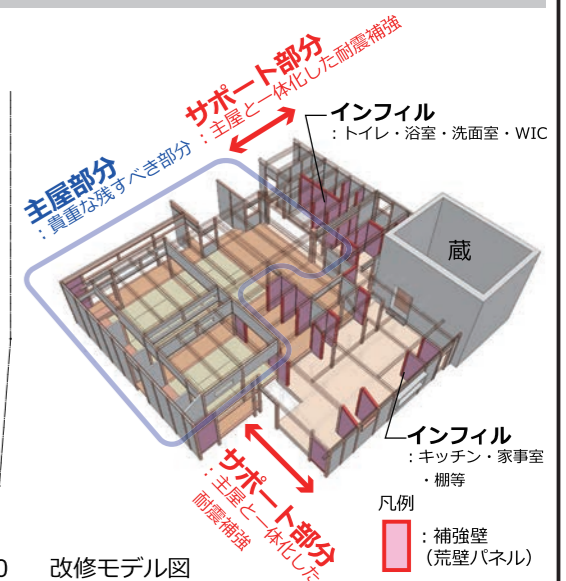 サポート部分
：主屋と一体化した耐震補強
インフィル
：トイレ・浴室・洗面室・WIC
主屋部分
：貴重な残すべき部分
蔵
インフィル
：キッチン・家事室
・棚等
サポート部分
：主屋と一体化した
耐震補強
凡例
：補強壁
（荒壁パネル）
0 改修モデル図